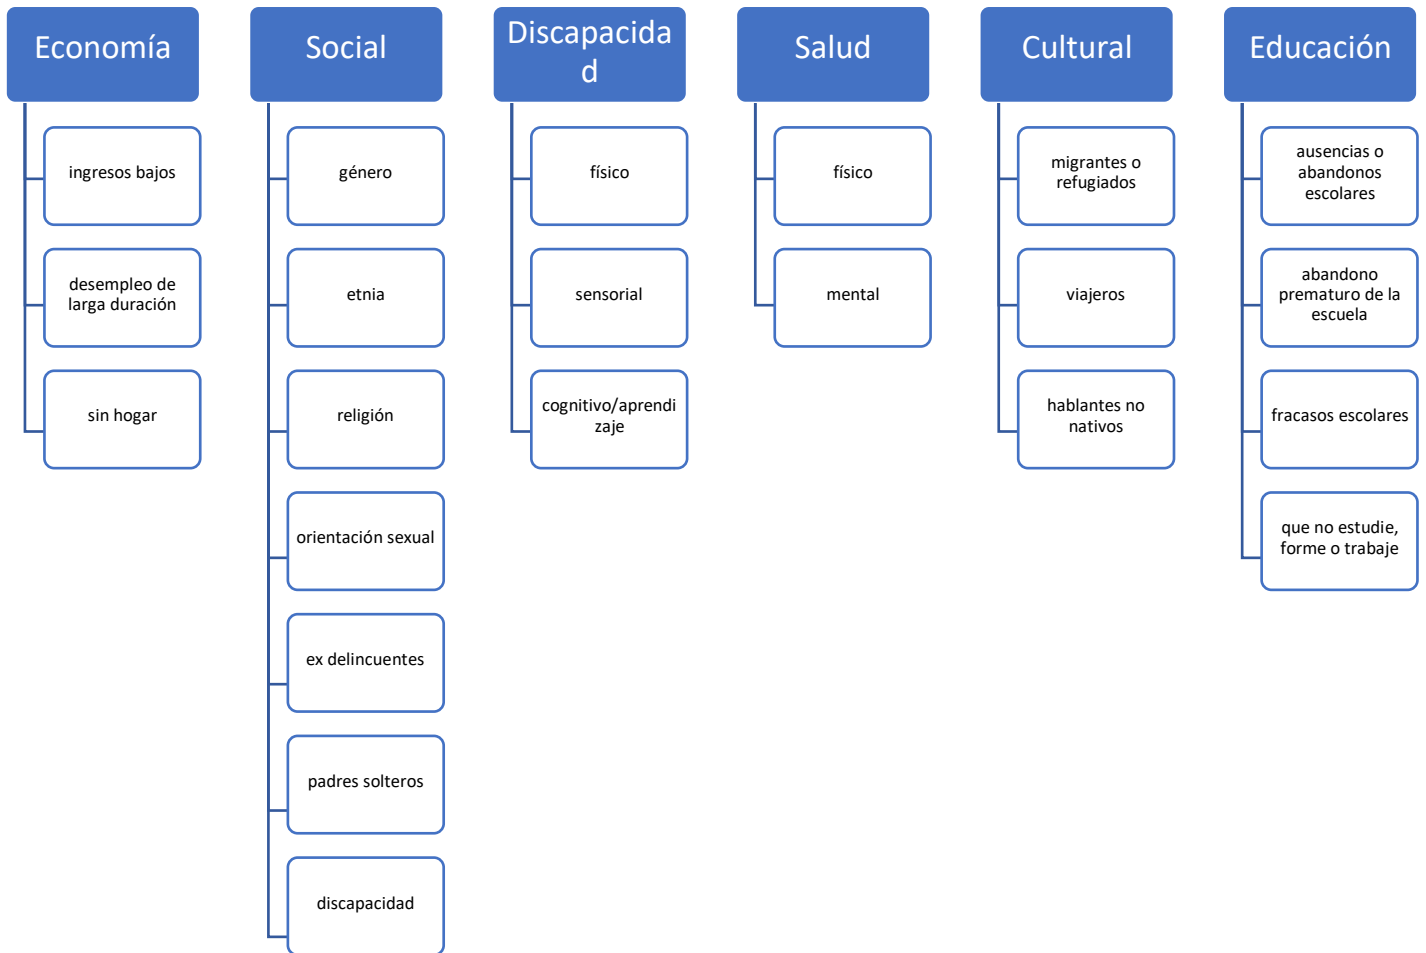 Economía
ingresos bajos
desempleo de
larga duración
sin hogar
Social
género
etnia
religión
orientación sexual
ex delincuentes
padres solteros
discapacidad
Discapacida
d
físico
sensorial
cognitivo/aprendi
zaje
Salud
físico
mental
Cultural
migrantes o
refugiados
viajeros
hablantes no
nativos
Educación
ausencias o
abandonos
escolares
abandono
prematuro de la
escuela
fracasos escolares
que no estudie,
forme o trabaje